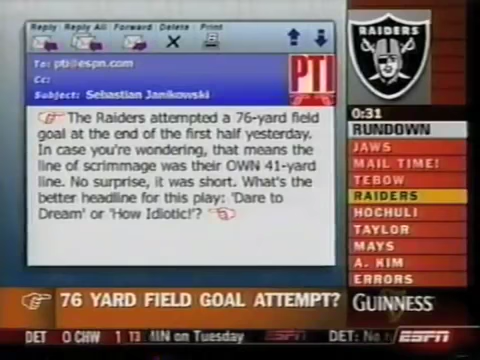 Reply Reply All Forward Delete Print
To: pti@espn.com
Cc:
Subject: Sebastian Janikowski
PTI
The Raiders attempted a 76-yard field
goal at the end of the first half yesterday.
In case you're wondering, that means the
line of scrimmage was their OWN 41-yard
line. No surprise, it was short. What's the
better headline for this play: 'Dare to
Dream' or 'How Idiotic!'?
RAIDERS
0:31
RUNDOWN
JAWS
MAIL TIME!
TEBOW
RAIDERS
HOCHULI
TAYLOR
MAYS
A. KIM
ERRORS
76 YARD FIELD GOAL ATTEMPT?
GUINNESS
DET 0 CHW 1 T3 MIN on Tuesday ESPN DET: No. ESPN